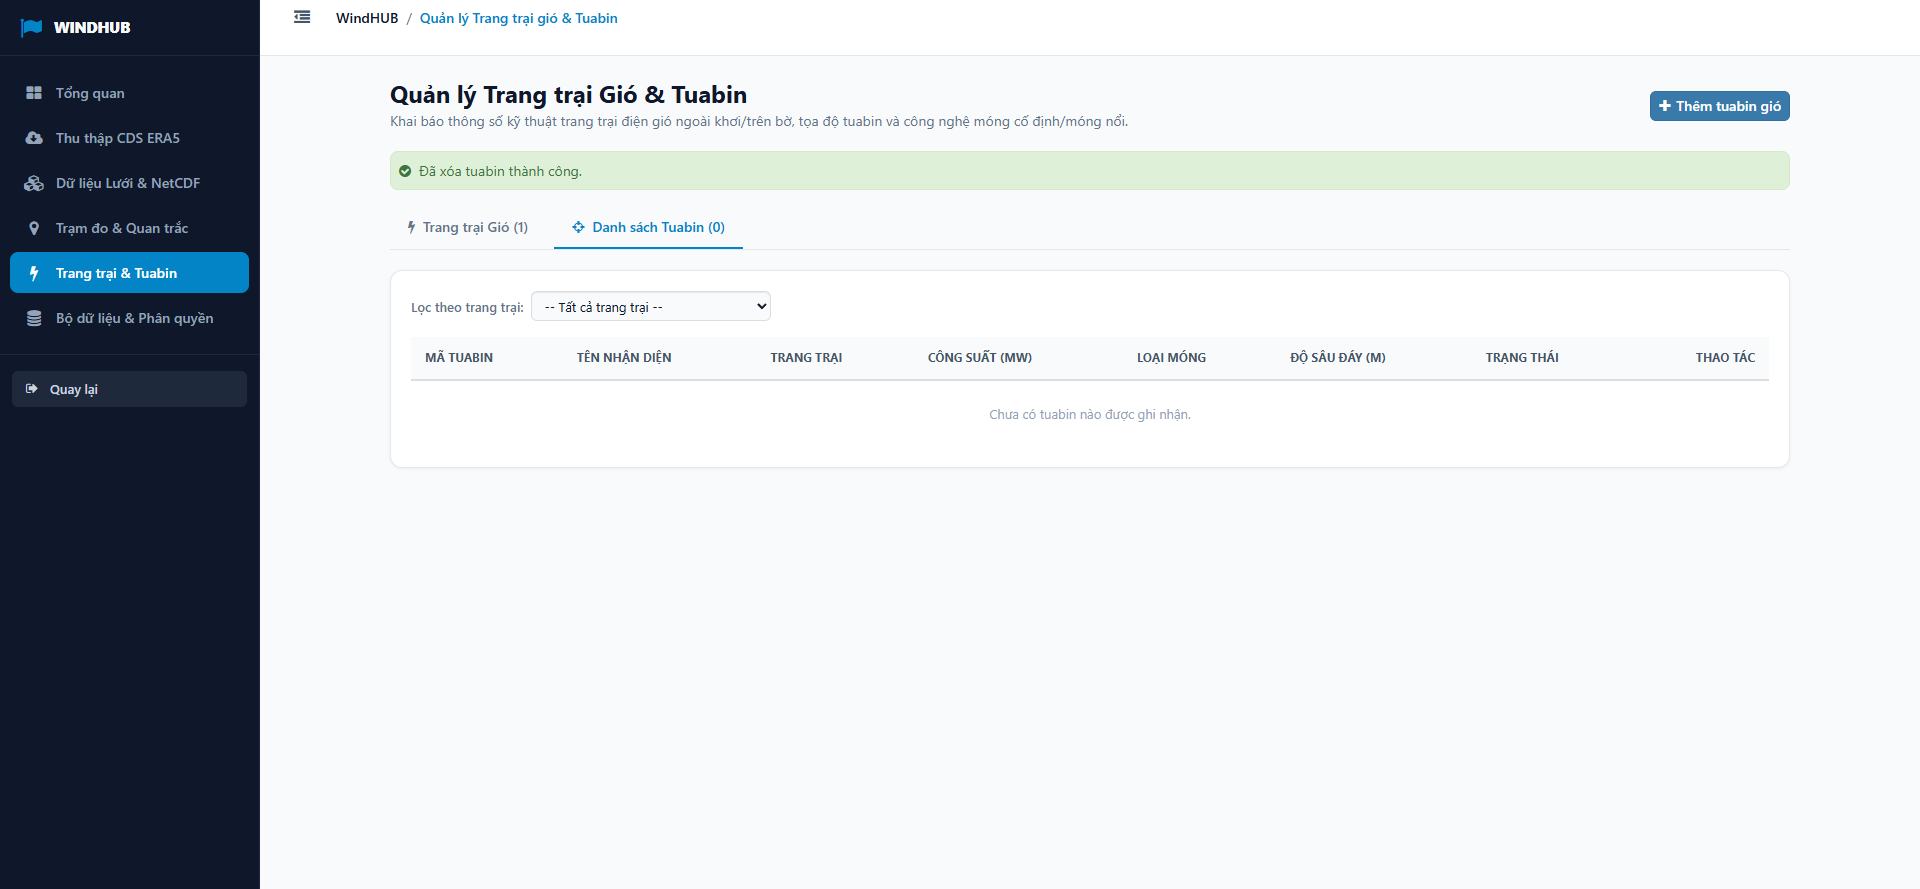 WINDHUB
Tổng quan
Thu thập CDS ERA5
Dữ liệu Lưới & NetCDF
Trạm đo & Quan trắc
Trang trại & Tuabin
Bộ dữ liệu & Phân quyền
Quay lại
WindHUB / Quản lý Trang trại gió & Tuabin
Quản lý Trang trại Gió & Tuabin
Khai báo thông số kỹ thuật trang trại điện gió ngoài khơi/trên bờ, tọa độ tuabin và công nghệ móng cố định/móng nổi.
Thêm tuabin gió
Đã xóa tuabin thành công.
Trang trại Gió (1) Danh sách Tuabin (0)
Lọc theo trang trại: -- Tất cả trang trại --
MÃ TUABIN TÊN NHẬN DIỆN TRANG TRẠI CÔNG SUẤT (MW) LOẠI MÓNG ĐỘ SÂU ĐÁY (M) TRẠNG THÁI THAO TÁC
Chưa có tuabin nào được ghi nhận.